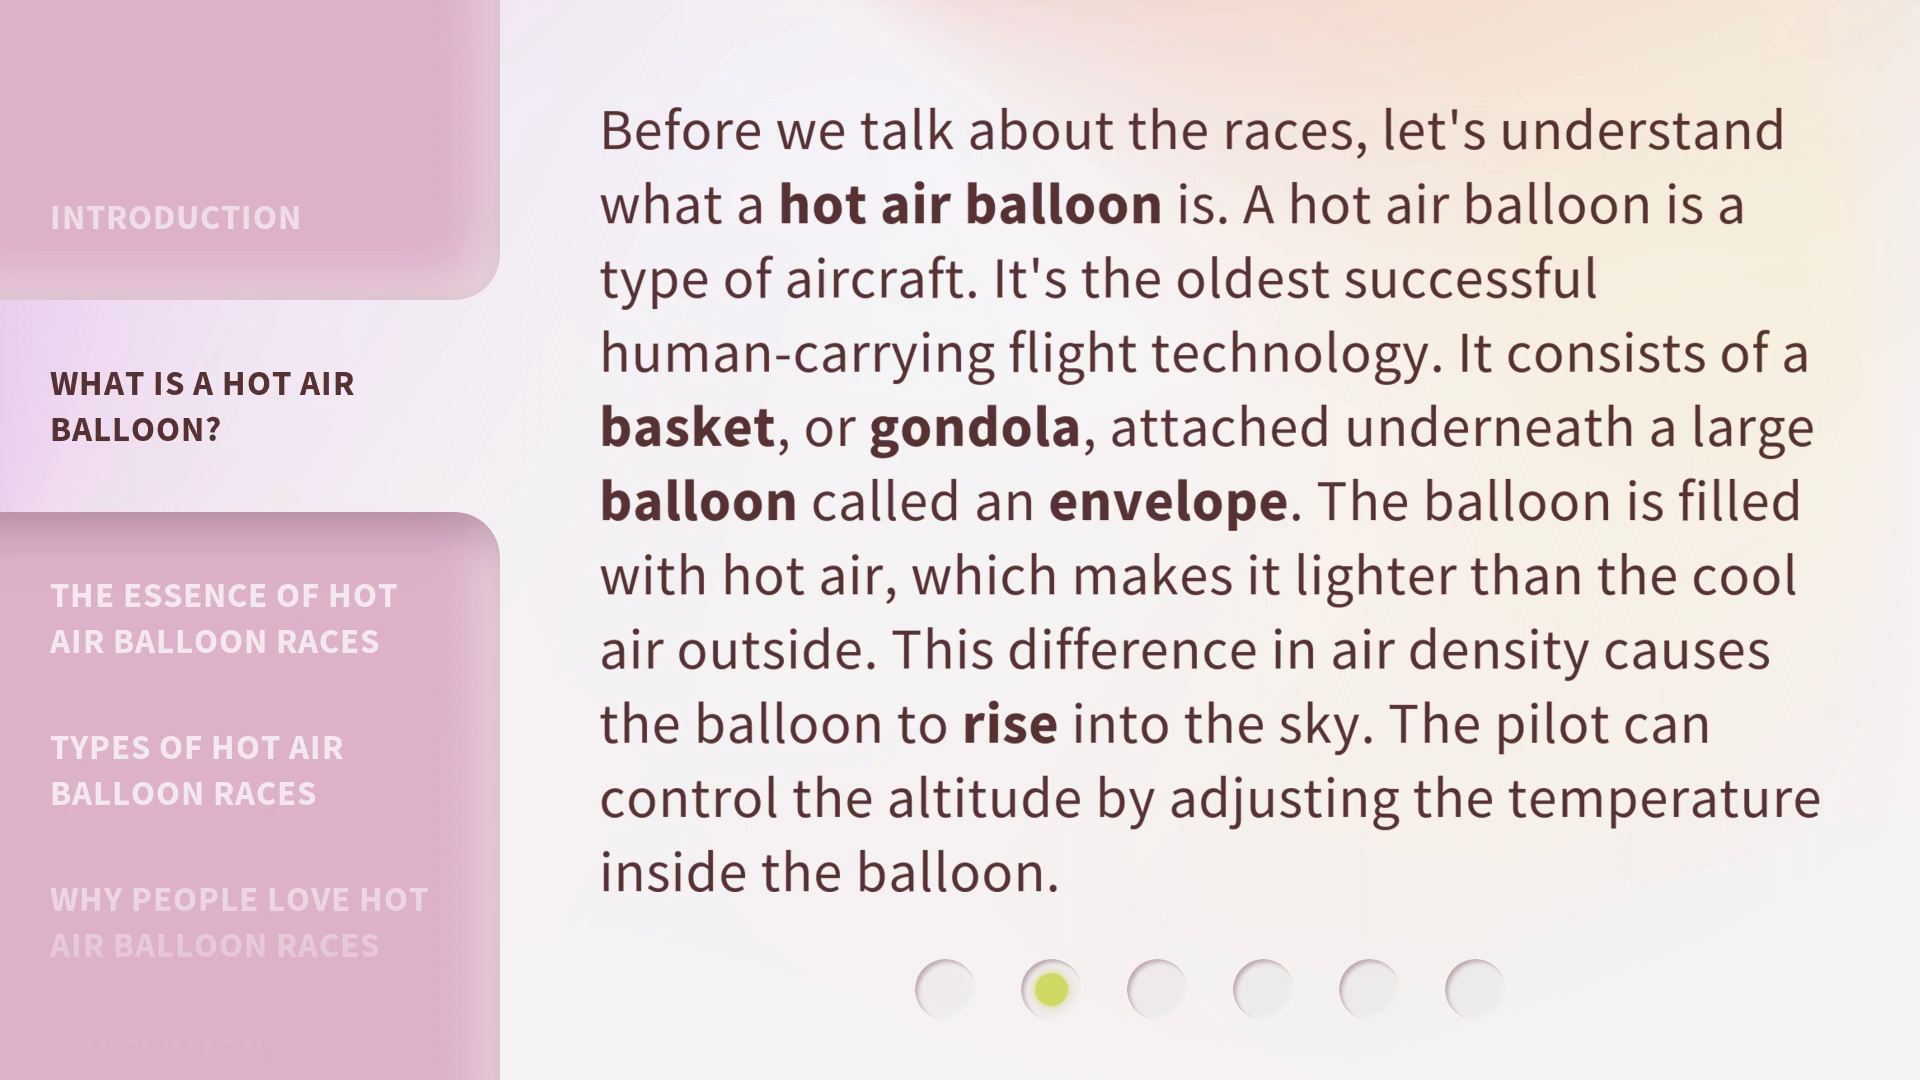 INTRODUCTION
WHAT IS A HOT AIR
BALLOON?
THE ESSENCE OF HOT
AIR BALLOON RACES
TYPES OF HOT AIR
BALLOON RACES
WHY PEOPLE LOVE HOT
AIR BALLOON RACES
CONCLUSION
Before we talk about the races, let's understand
what a hot air balloon is. A hot air balloon is a
type of aircraft. It's the oldest successful
human-carrying flight technology. It consists of a
basket, or gondola, attached underneath a large
balloon called an envelope. The balloon is filled
with hot air, which makes it lighter than the cool
air outside. This difference in air density causes
the balloon to rise into the sky. The pilot can
control the altitude by adjusting the temperature
inside the balloon.